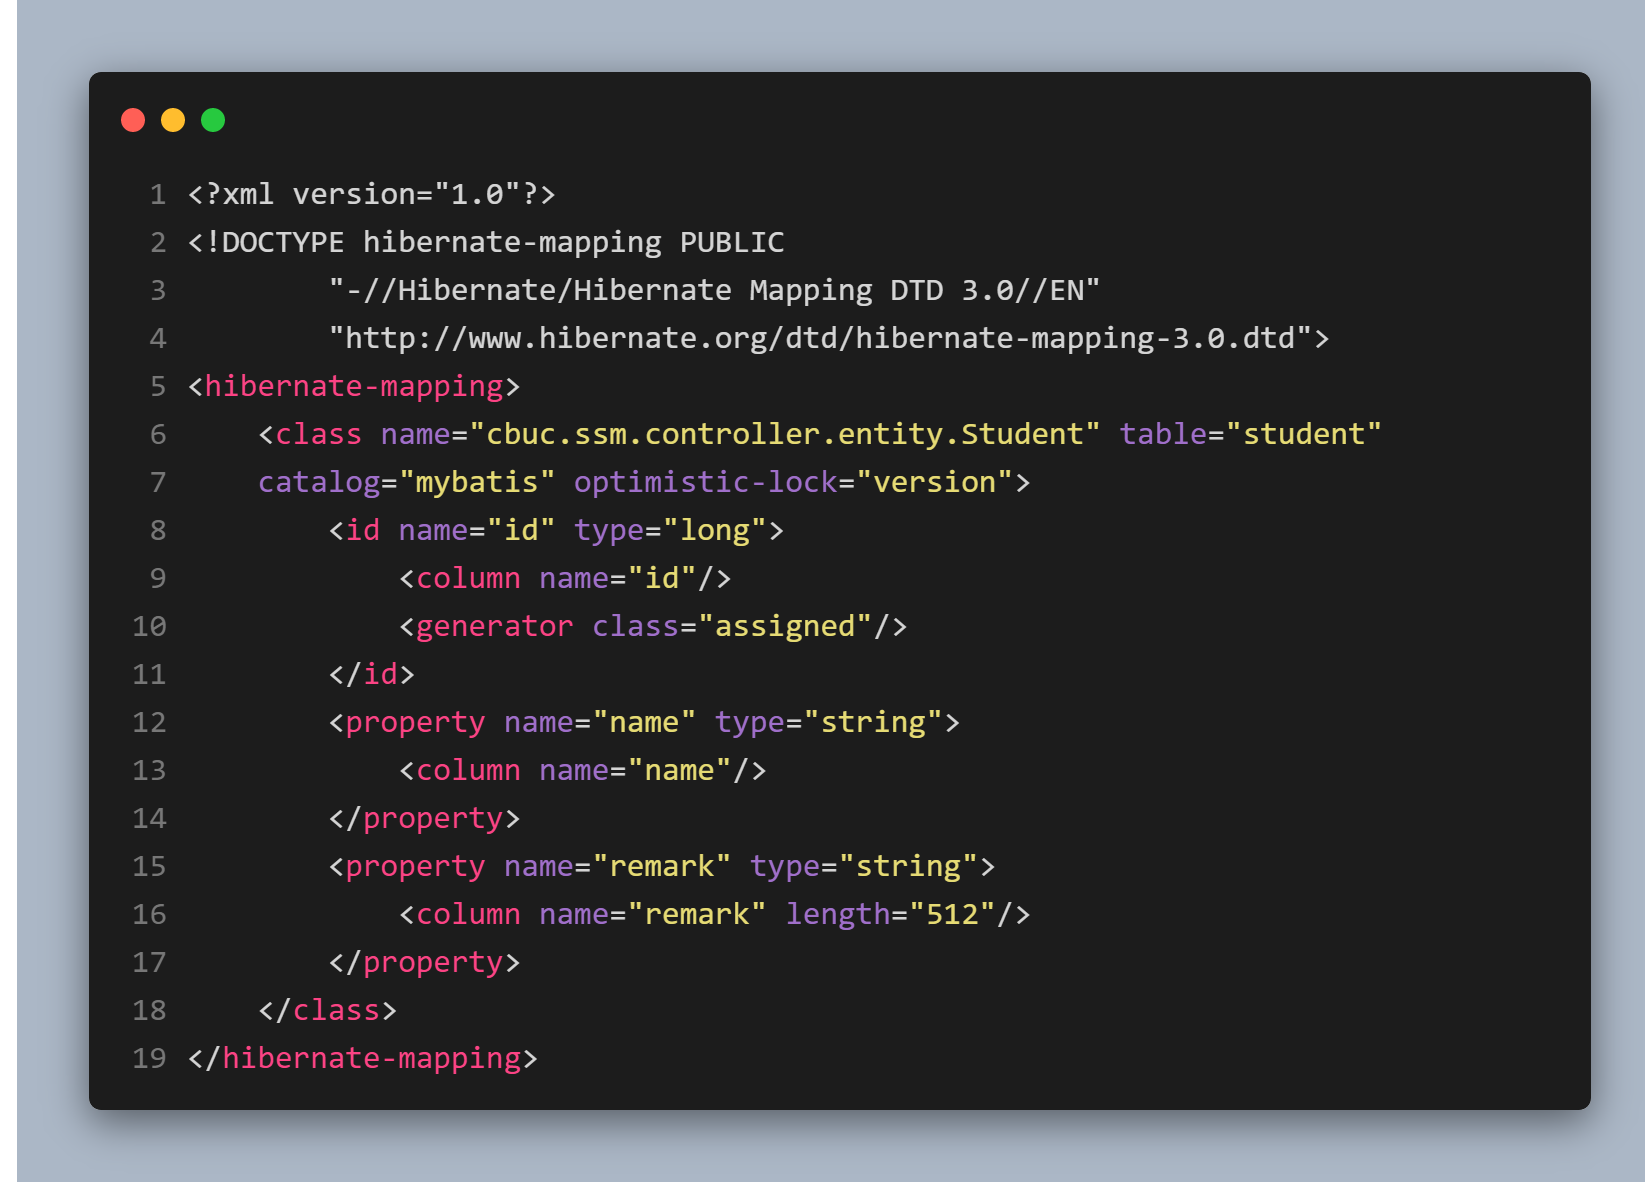 1 <?xml version="1.0"?>
2 <!DOCTYPE hibernate-mapping PUBLIC
3         "-//Hibernate/Hibernate Mapping DTD 3.0//EN"
4         "http://www.hibernate.org/dtd/hibernate-mapping-3.0.dtd">
5 <hibernate-mapping>
6     <class name="cbuc.ssm.controller.entity.Student" table="student"
7     catalog="mybatis" optimistic-lock="version">
8         <id name="id" type="long">
9             <column name="id"/>
10             <generator class="assigned"/>
11         </id>
12         <property name="name" type="string">
13             <column name="name"/>
14         </property>
15         <property name="remark" type="string">
16             <column name="remark" length="512"/>
17         </property>
18     </class>
19 </hibernate-mapping>